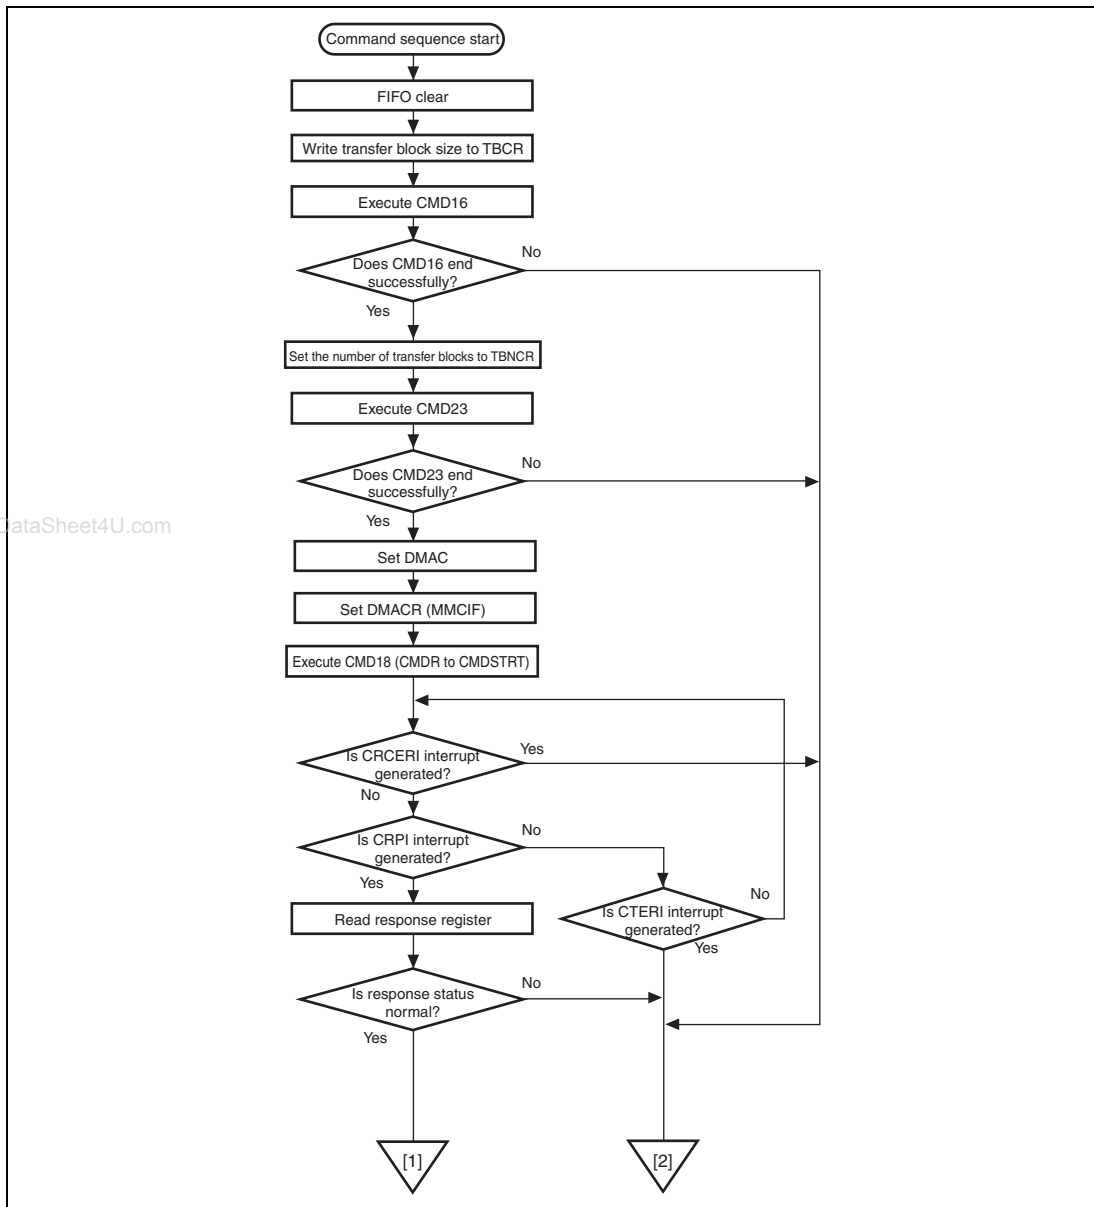 Command sequence start
FIFO clear
Write transfer block size to TBCR
Execute CMD16
Does CMD16 end
successfully?
No
Yes
Set the number of transfer blocks to TBNCR
Execute CMD23
Does CMD23 end
successfully?
No
Yes
DataSheet4U.com
Set DMAC
Set DMACR (MMCIF)
Execute CMD18 (CMDR to CMDSTRT)
Is CRCERI interrupt
generated?
Yes
No
Is CRPI interrupt
generated?
No
Yes
Is CTERI interrupt
generated?
No
Yes
Read response register
Is response status
normal?
No
Yes
[1]
[2]